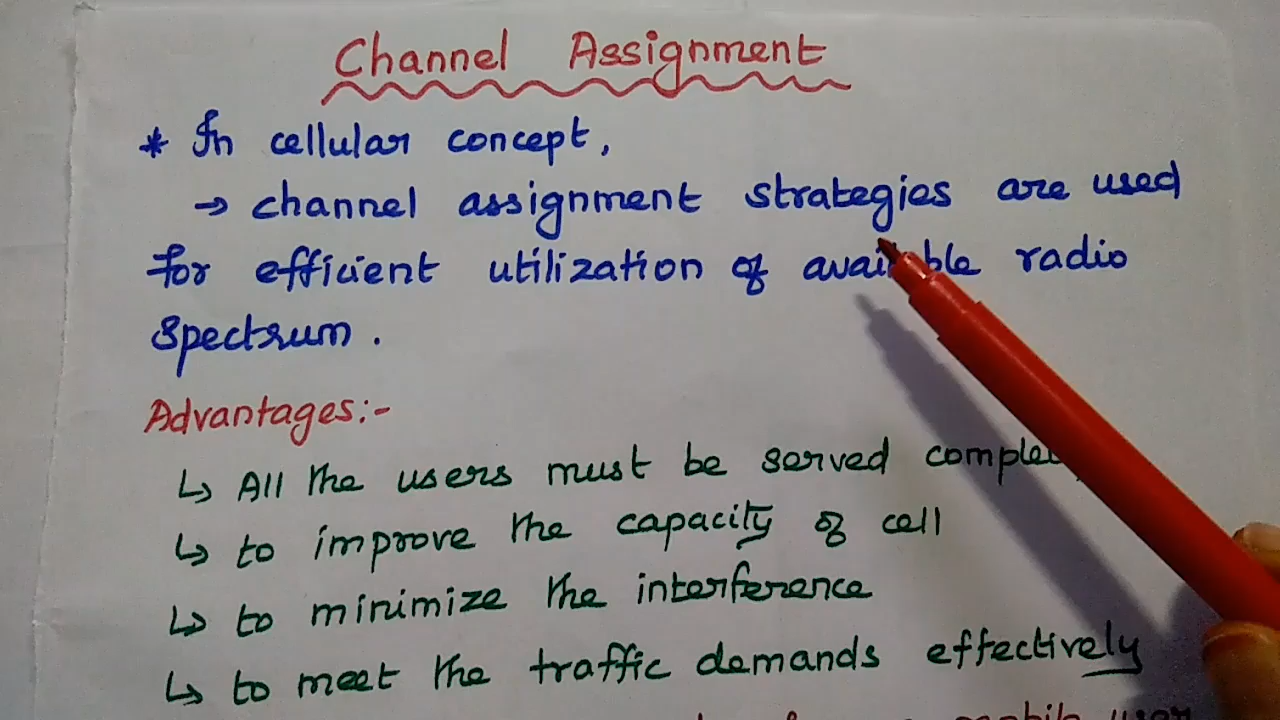 Channel Assignment
* In cellular concept,
→ channel assignment strategies are used
for efficient utilization of available radio
spectrum.
Advantages:-
↳ All the users must be served
↳ to improve the capacity of cell
↳ to minimize the interference
↳ to meet the traffic demands effectively
mobile user